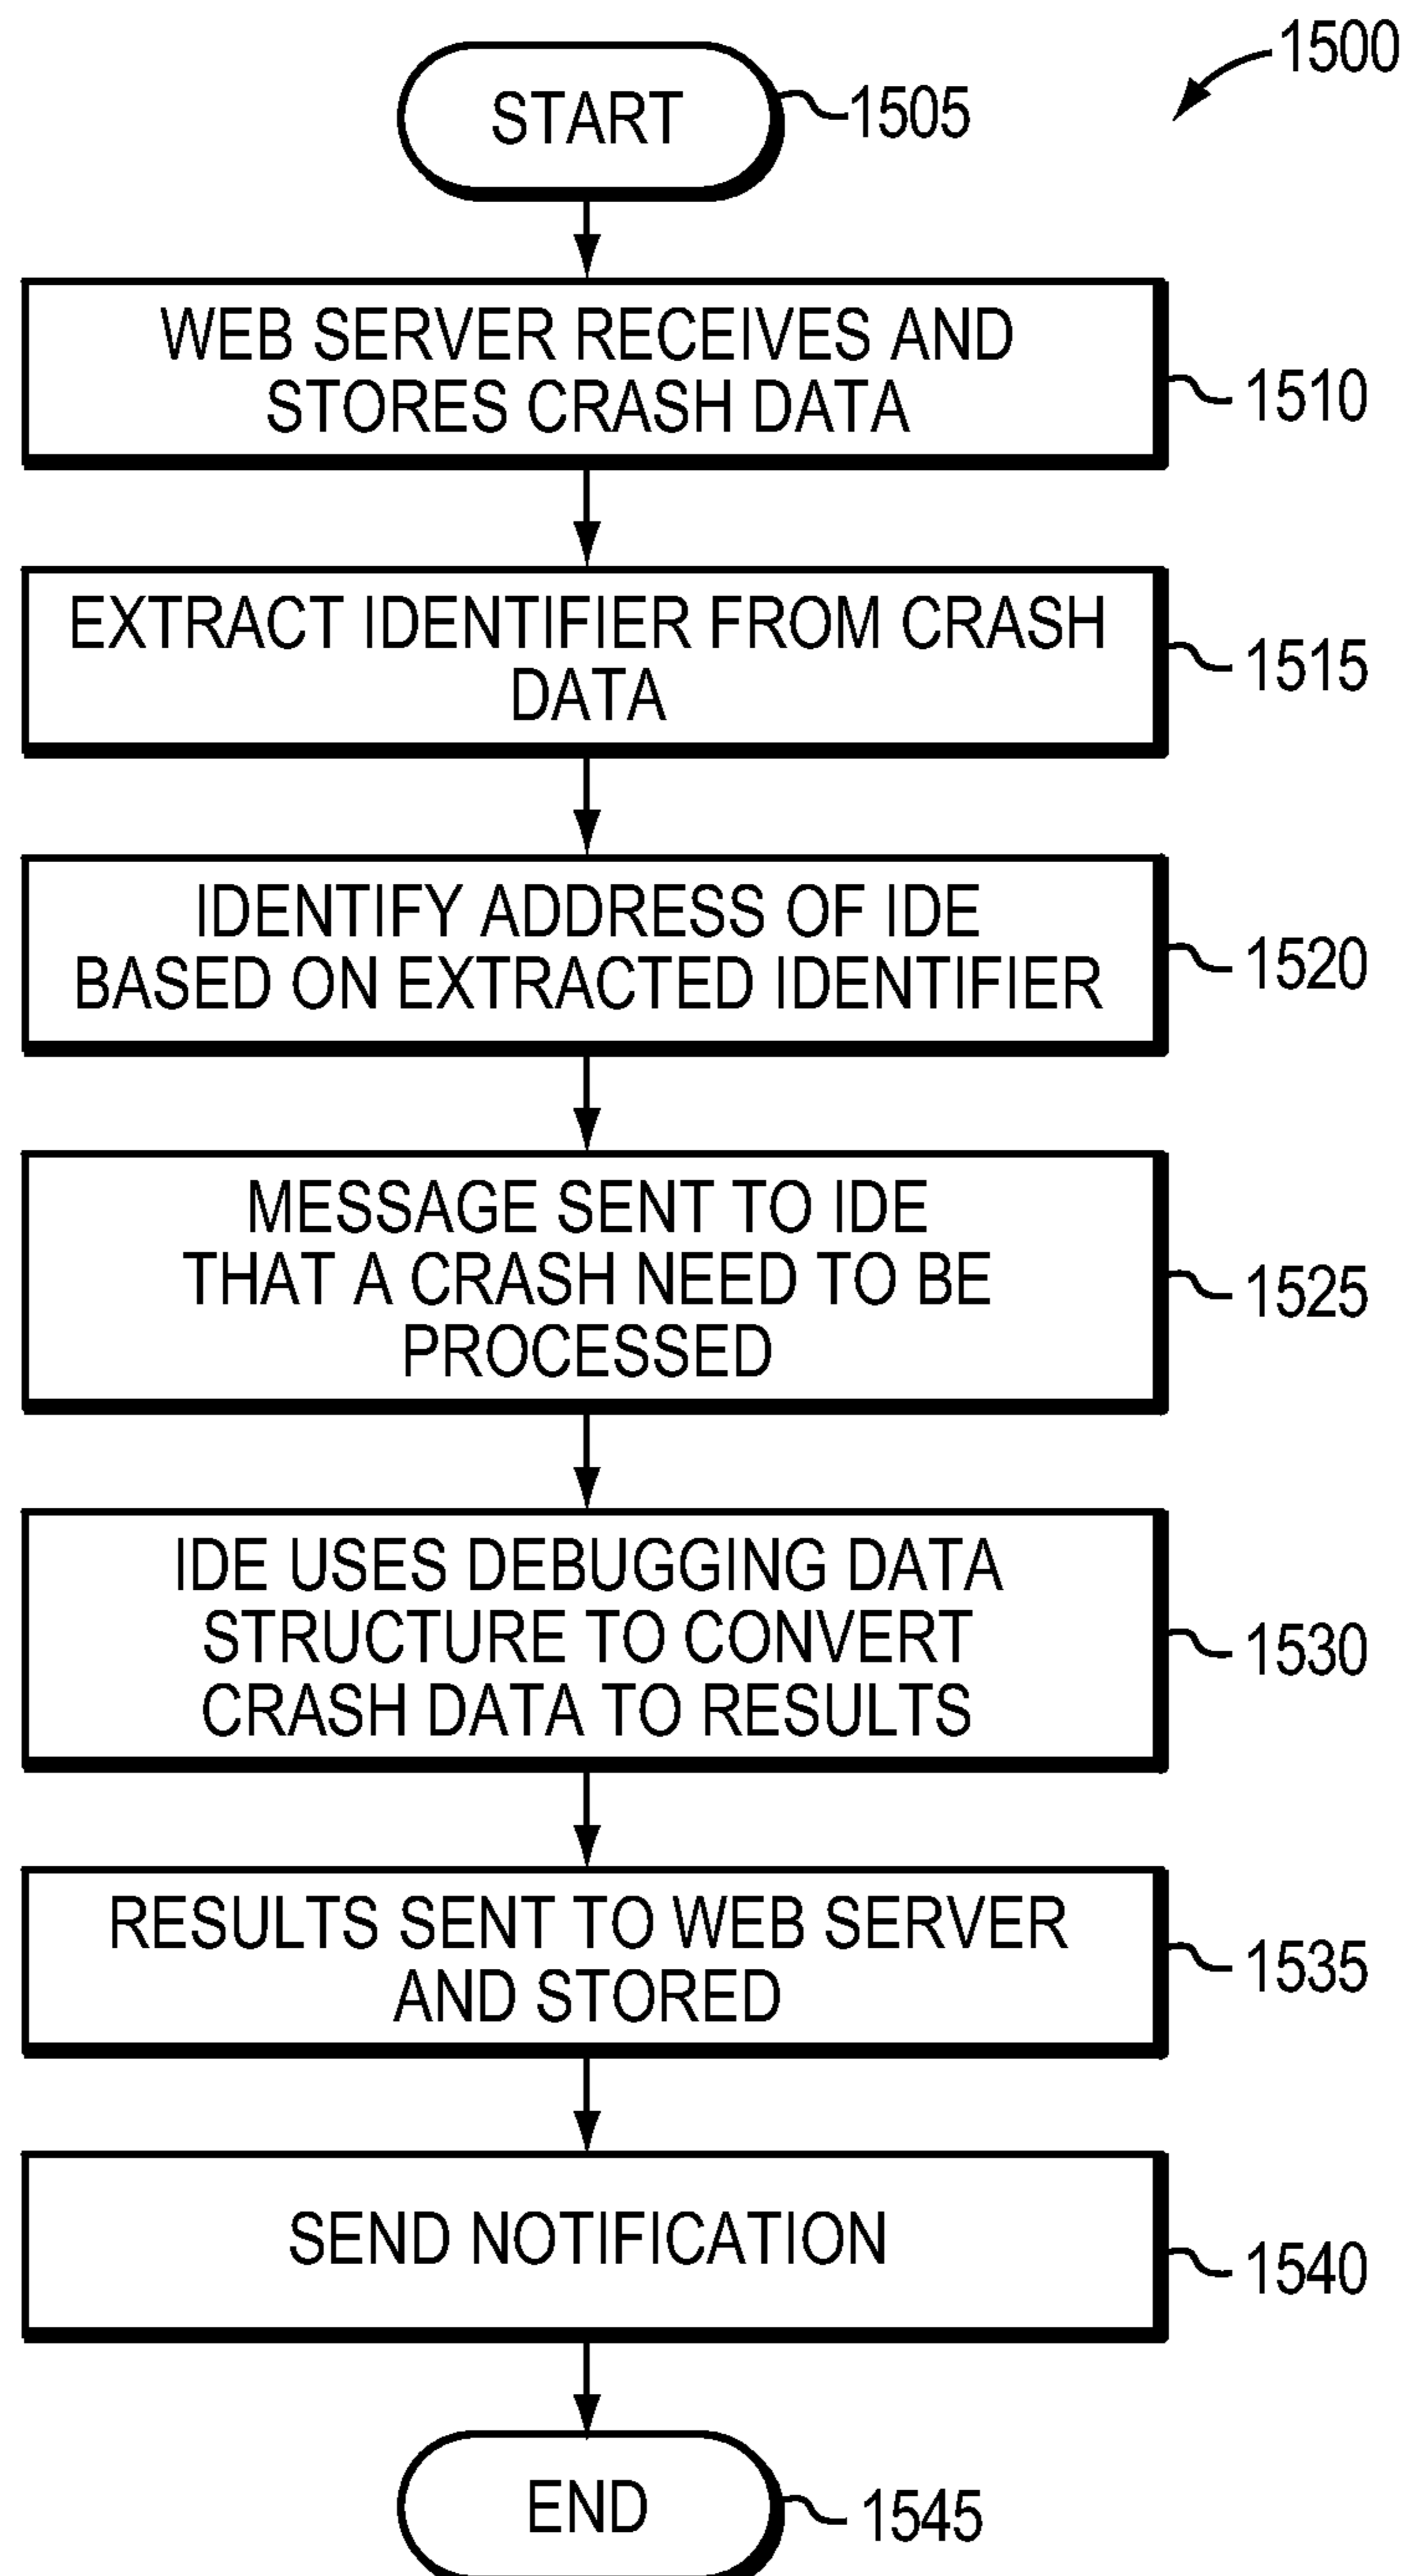 1500
START
1505
WEB SERVER RECEIVES AND
STORES CRASH DATA
1510
EXTRACT IDENTIFIER FROM CRASH
DATA
1515
IDENTIFY ADDRESS OF IDE
BASED ON EXTRACTED IDENTIFIER
1520
MESSAGE SENT TO IDE
THAT A CRASH NEED TO BE
PROCESSED
1525
IDE USES DEBUGGING DATA
STRUCTURE TO CONVERT
CRASH DATA TO RESULTS
1530
RESULTS SENT TO WEB SERVER
AND STORED
1535
SEND NOTIFICATION
1540
END
1545